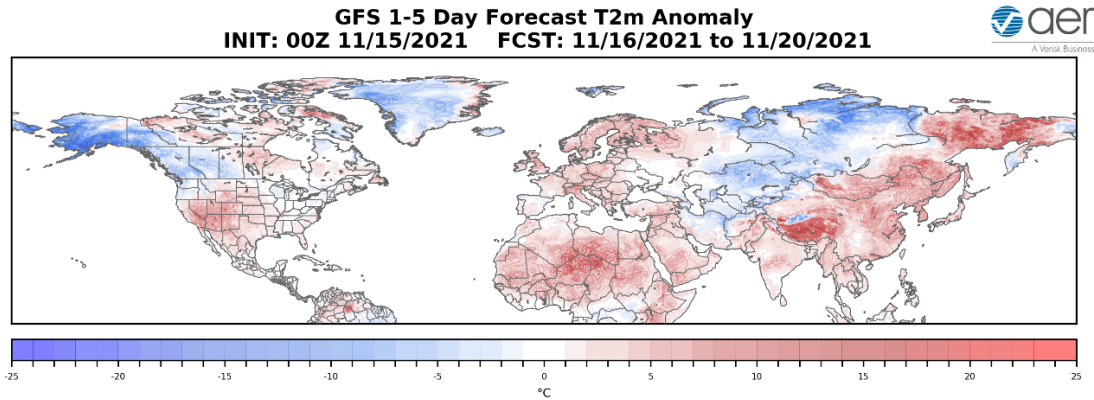 GFS 1-5 Day Forecast T2m Anomaly
INIT: 00Z 11/15/2021 FCST: 11/16/2021 to 11/20/2021
aer
A Verisk Business
-25 -20 -15 -10 -5 0 5 10 15 20 25
°C